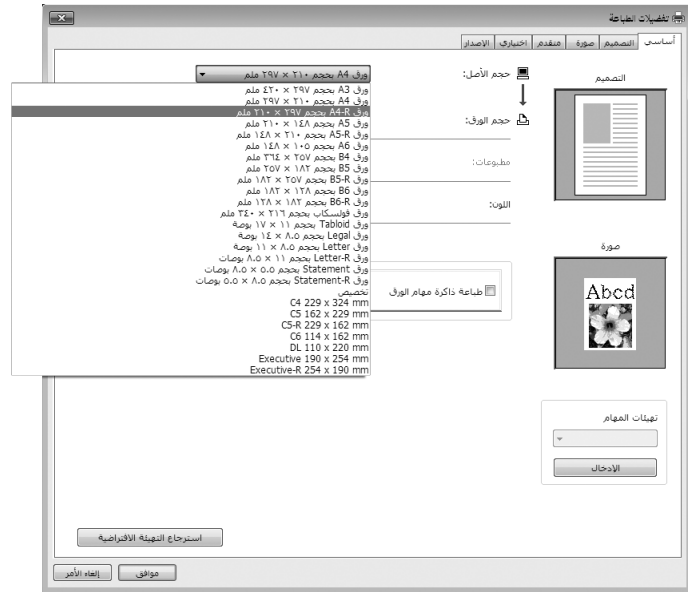 تفضيلات الطباعة
أساسي
التصميم
صورة
متقدم
اختياري
الإصدار
التصميم
حجم الأصل:
ورق A4 بحجم ٢١٠ × ٢٩٧ ملم
ورق A3 بحجم ٢٩٧ × ٤٢٠ ملم
ورق A4 بحجم ٢١٠ × ٢٩٧ ملم
ورق A4-R بحجم ٢٩٧ × ٢١٠ ملم
ورق A5 بحجم ١٤٨ × ٢١٠ ملم
ورق A5-R بحجم ٢١٠ × ١٤٨ ملم
ورق A6 بحجم ١٠٥ × ١٤٨ ملم
ورق B4 بحجم ٢٥٧ × ٣٦٤ ملم
ورق B5 بحجم ١٨٢ × ٢٥٧ ملم
ورق B5-R بحجم ٢٥٧ × ١٨٢ ملم
ورق B6 بحجم ١٢٨ × ١٨٢ ملم
ورق B6-R بحجم ١٨٢ × ١٢٨ ملم
ورق فولسكاب بحجم ٢١٦ × ٣٤٠ ملم
ورق Tabloid بحجم ١١ × ١٧ بوصة
ورق Legal بحجم ٨.٥ × ١٤ بوصة
ورق Letter بحجم ٨.٥ × ١١ بوصة
ورق Letter-R بحجم ١١ × ٨.٥ بوصات
ورق Statement بحجم ٥.٥ × ٨.٥ بوصات
ورق Statement-R بحجم ٨.٥ × ٥.٥ بوصات
تخصيص
C4 229 x 324 mm
C5 162 x 229 mm
C5-R 229 x 162 mm
C6 114 x 162 mm
DL 110 x 220 mm
Executive 190 x 254 mm
Executive-R 254 x 190 mm
حجم الورق:
مطبوعات:
اللون:
صورة
Abcd
طباعة ذاكرة مهام الورق
تهيئات المهام
الإدخال
استرجاع التهيئة الافتراضية
موافق
إلغاء الأمر